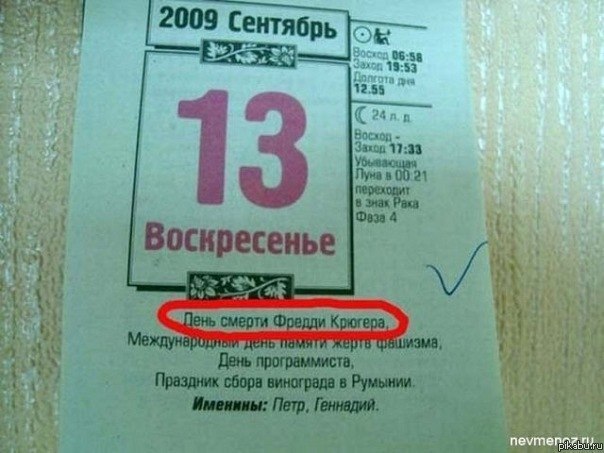 2009 Сентябрь
Восход 06:58
Заход 19:53
Долгота дня
12.55
24 л. д.
Восход -
Заход 17:33
Убывающая
Луна в 00.21
переходит
в знак Рака
Фаза 4
13
Воскресенье
День смерти Фредди Крюгера,
Международный день памяти жертв фашизма,
День программиста,
Праздник сбора винограда в Румынии.
Именины: Петр, Геннадий.
nevmenoz.ru
pikabu.ru